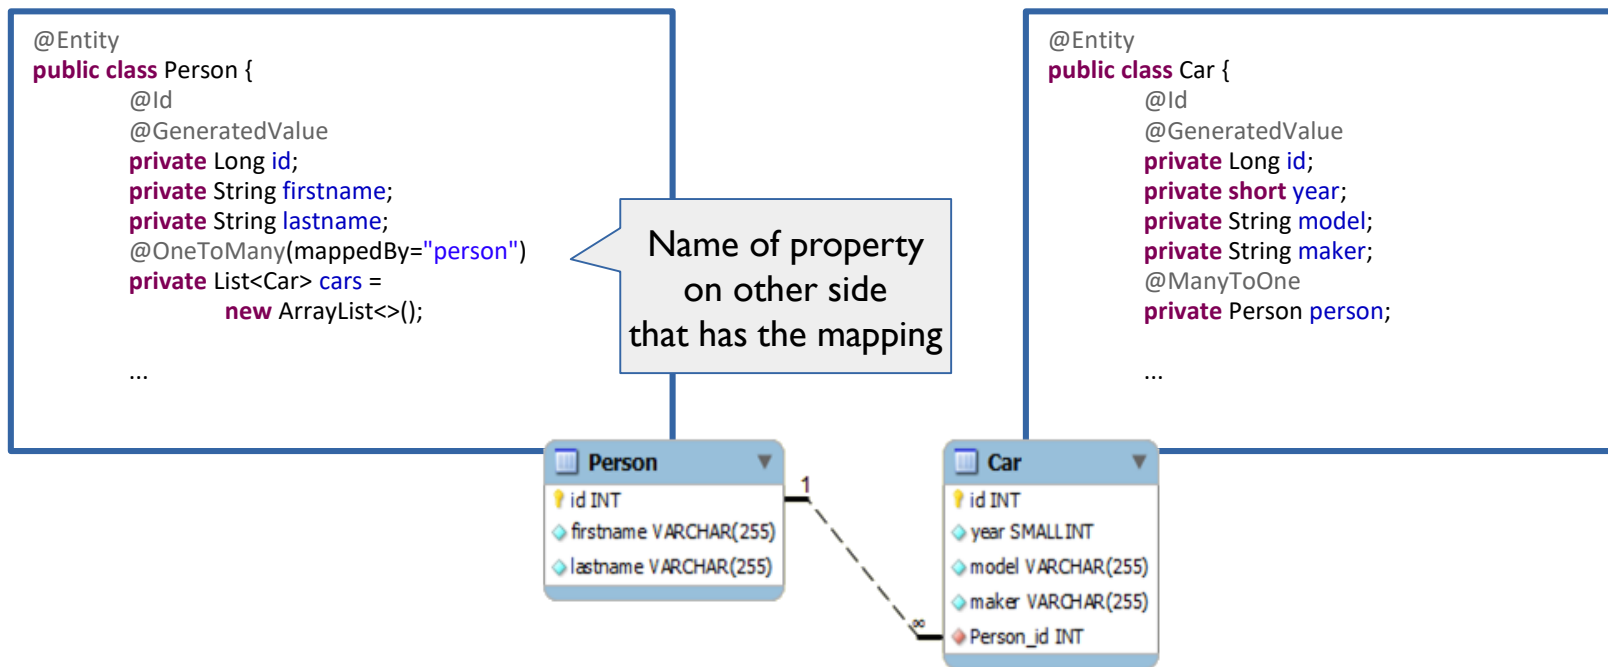 @Entity
public class Person {
@Id
@GeneratedValue
private Long id;
private String firstname;
private String lastname;
@OneToMany(mappedBy="person")
private List<Car> cars =
new ArrayList<>();
...
Name of property
on other side
that has the mapping
@Entity
public class Car {
@Id
@GeneratedValue
private Long id;
private short year;
private String model;
private String maker;
@ManyToOne
private Person person;
...
Person
id INT
firstname VARCHAR(255)
lastname VARCHAR(255)
1
∞
Car
id INT
year SMALLINT
model VARCHAR(255)
maker VARCHAR(255)
Person_id INT